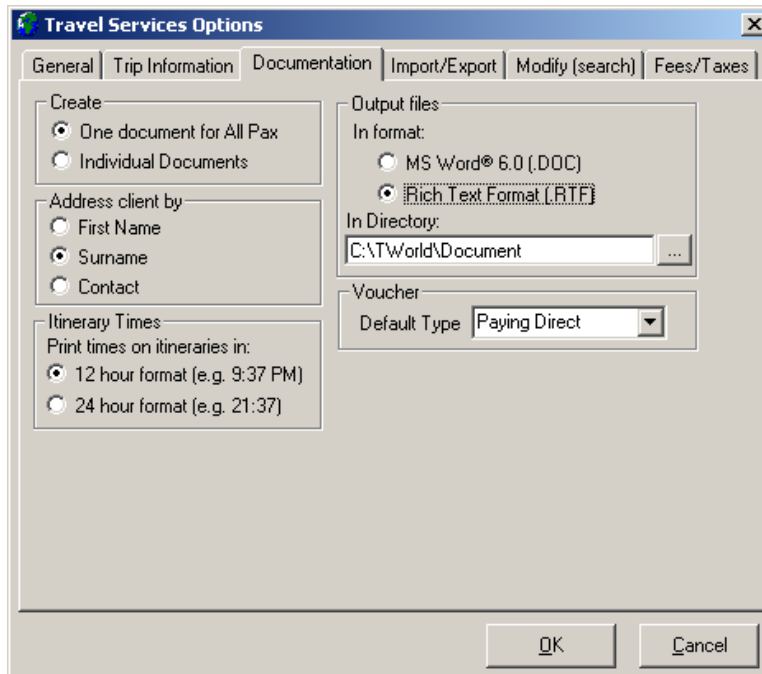 Travel Services Options
General
Trip Information
Documentation
Import/Export
Modify (search)
Fees/Taxes
Create
One document for All Pax
Individual Documents
Address client by
First Name
Surname
Contact
Itinerary Times
Print times on itineraries in:
12 hour format (e.g. 9:37 PM)
24 hour format (e.g. 21:37)
Output files
In format:
MS Word® 6.0 (.DOC)
Rich Text Format (.RTF)
In Directory:
C:\TWorld\Document
...
Voucher
Default Type
Paying Direct
OK
Cancel